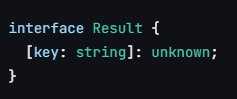 interface Result {
  [key: string]: unknown;
}